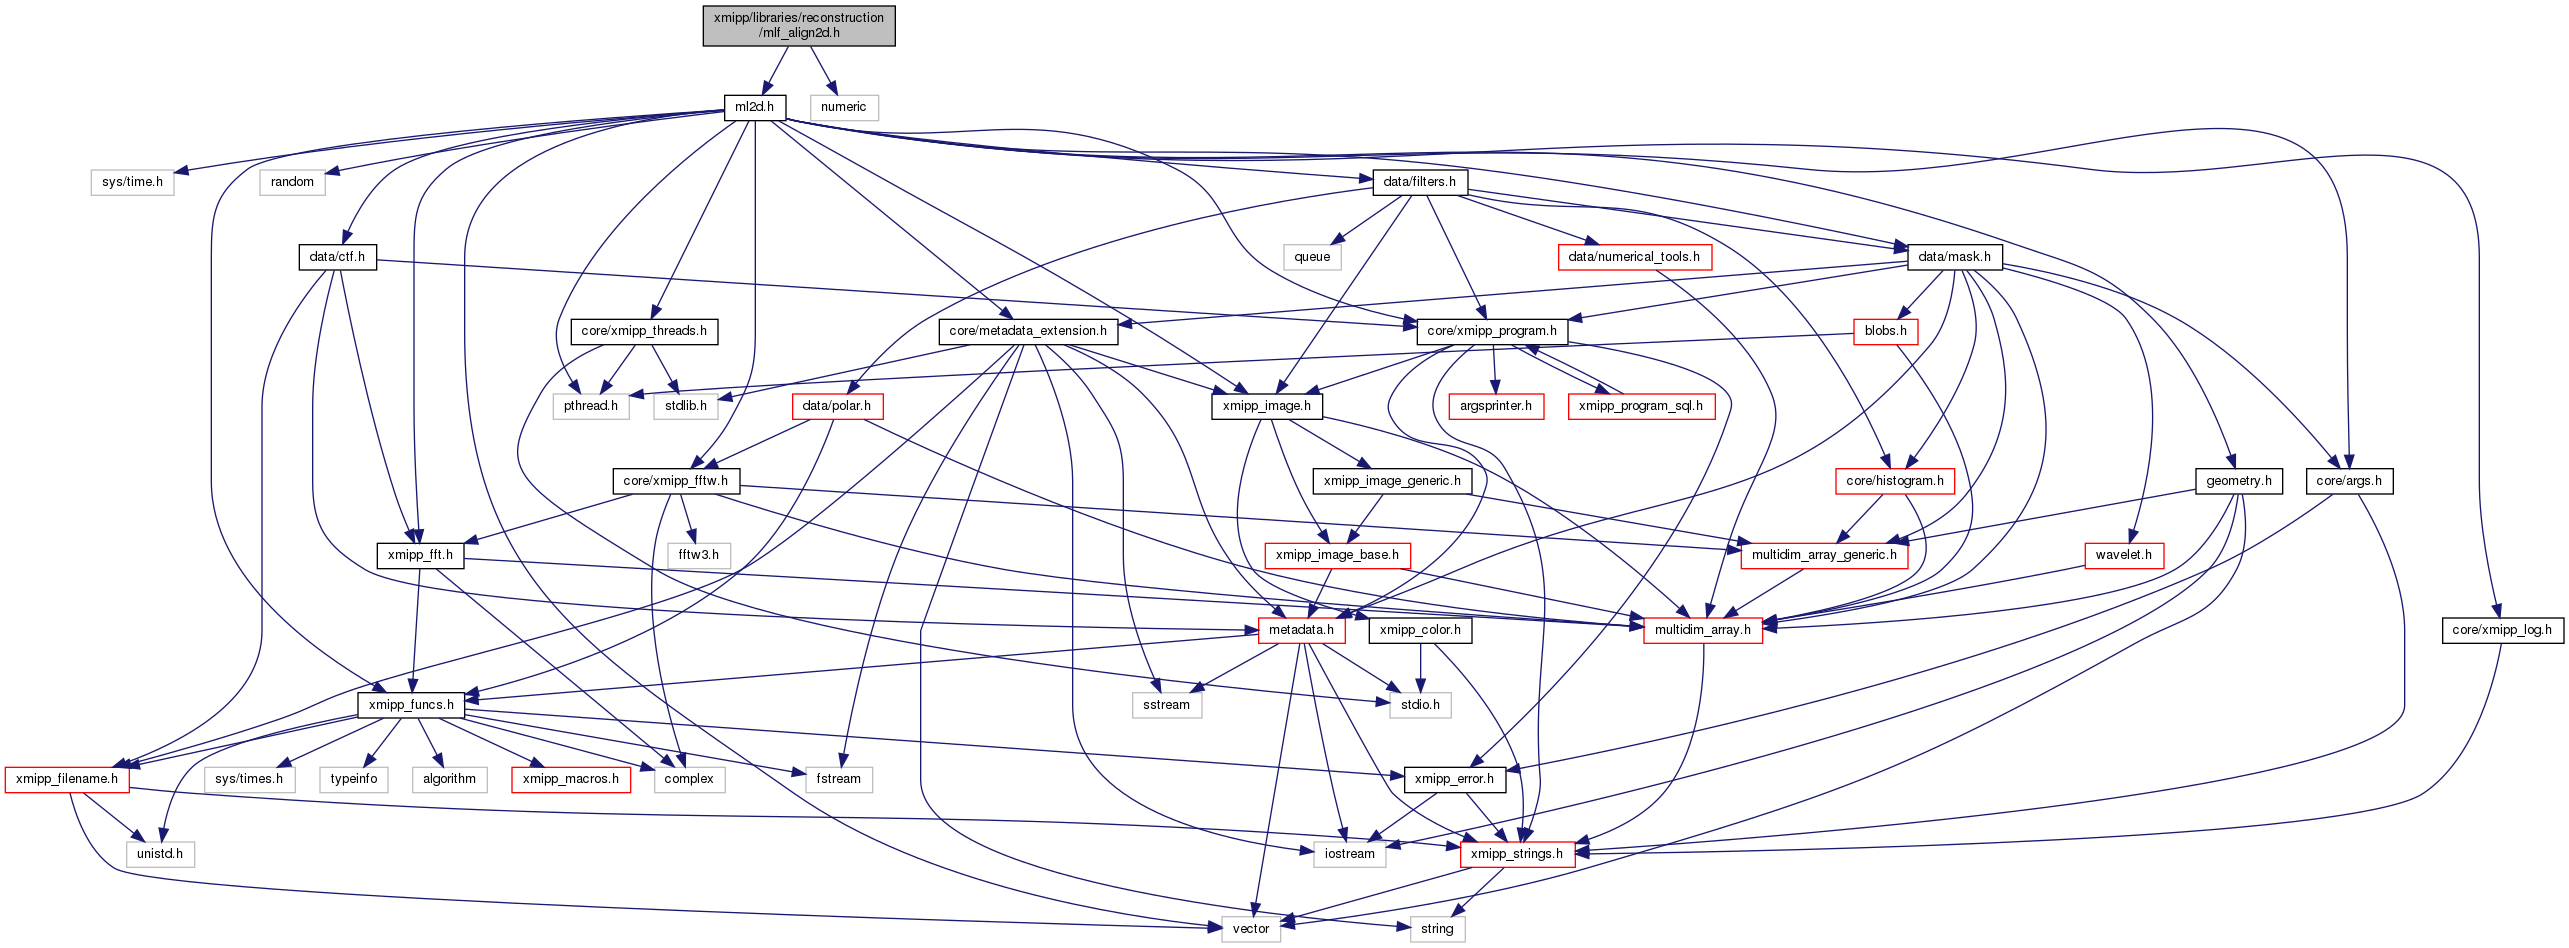 xmipp/libraries/reconstruction
/mlf_align2d.h
ml2d.h
numeric
sys/time.h
random
data/filters.h
data/ctf.h
queue
data/numerical_tools.h
data/mask.h
core/xmipp_threads.h
core/metadata_extension.h
core/xmipp_program.h
blobs.h
pthread.h
stdlib.h
data/polar.h
xmipp_image.h
argsprinter.h
xmipp_program_sql.h
core/xmipp_fftw.h
xmipp_image_generic.h
core/histogram.h
geometry.h
core/args.h
xmipp_fft.h
fftw3.h
xmipp_image_base.h
multidim_array_generic.h
wavelet.h
metadata.h
xmipp_color.h
multidim_array.h
core/xmipp_log.h
xmipp_funcs.h
sstream
stdio.h
xmipp_filename.h
sys/times.h
typeinfo
algorithm
xmipp_macros.h
complex
fstream
xmipp_error.h
unistd.h
iostream
xmipp_strings.h
vector
string